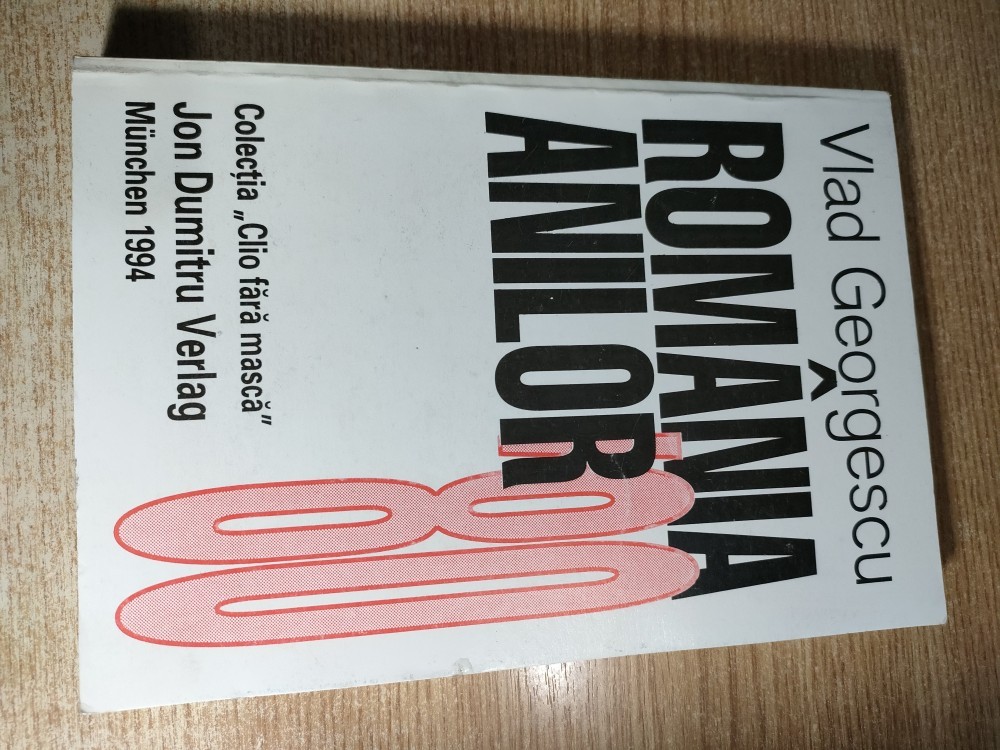 Vlad Georgescu
ROMÂNIA
ANILOR
'80
Colecția „Clio fără mască”
Jon Dumitru Verlag
München 1994